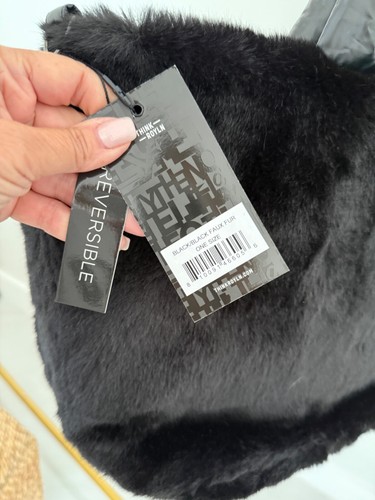 THINK
ROYLN
REVERSIBLE
BLACK/BLACK FAUX FUR
ONE SIZE
THINKROYLN.COM